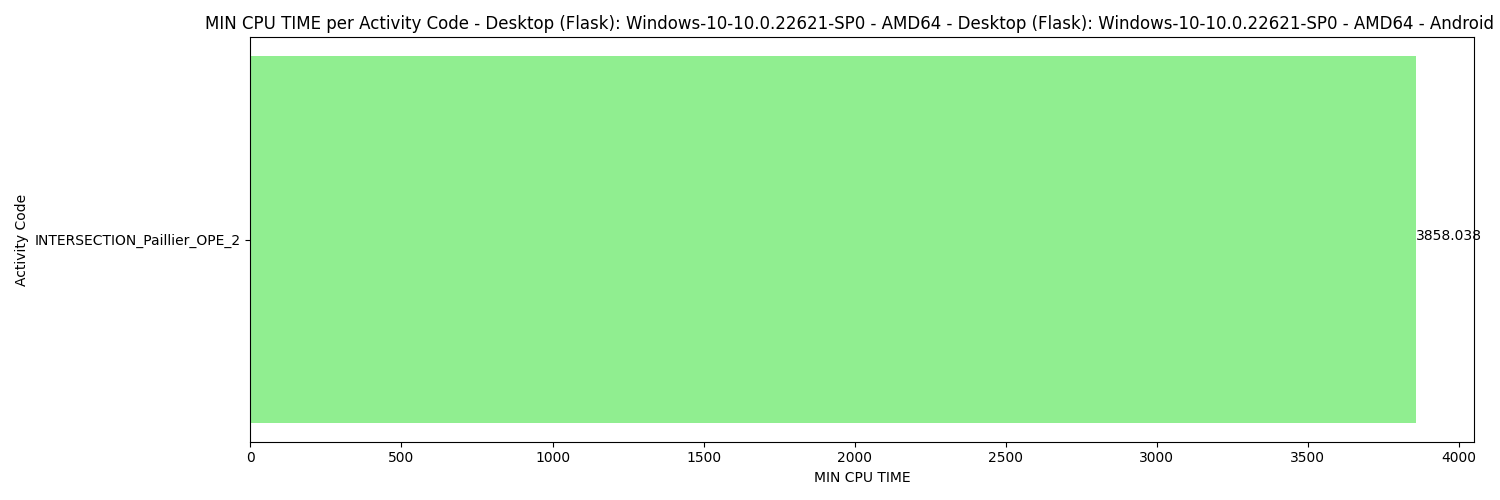 MIN CPU TIME per Activity Code - Desktop (Flask): Windows-10-10.0.22621-SP0 - AMD64 - Desktop (Flask): Windows-10-10.0.22621-SP0 - AMD64 - Android
Activity Code
INTERSECTION_Paillier_OPE_2
3858.038
0 500 1000 1500 2000 2500 3000 3500 4000
MIN CPU TIME